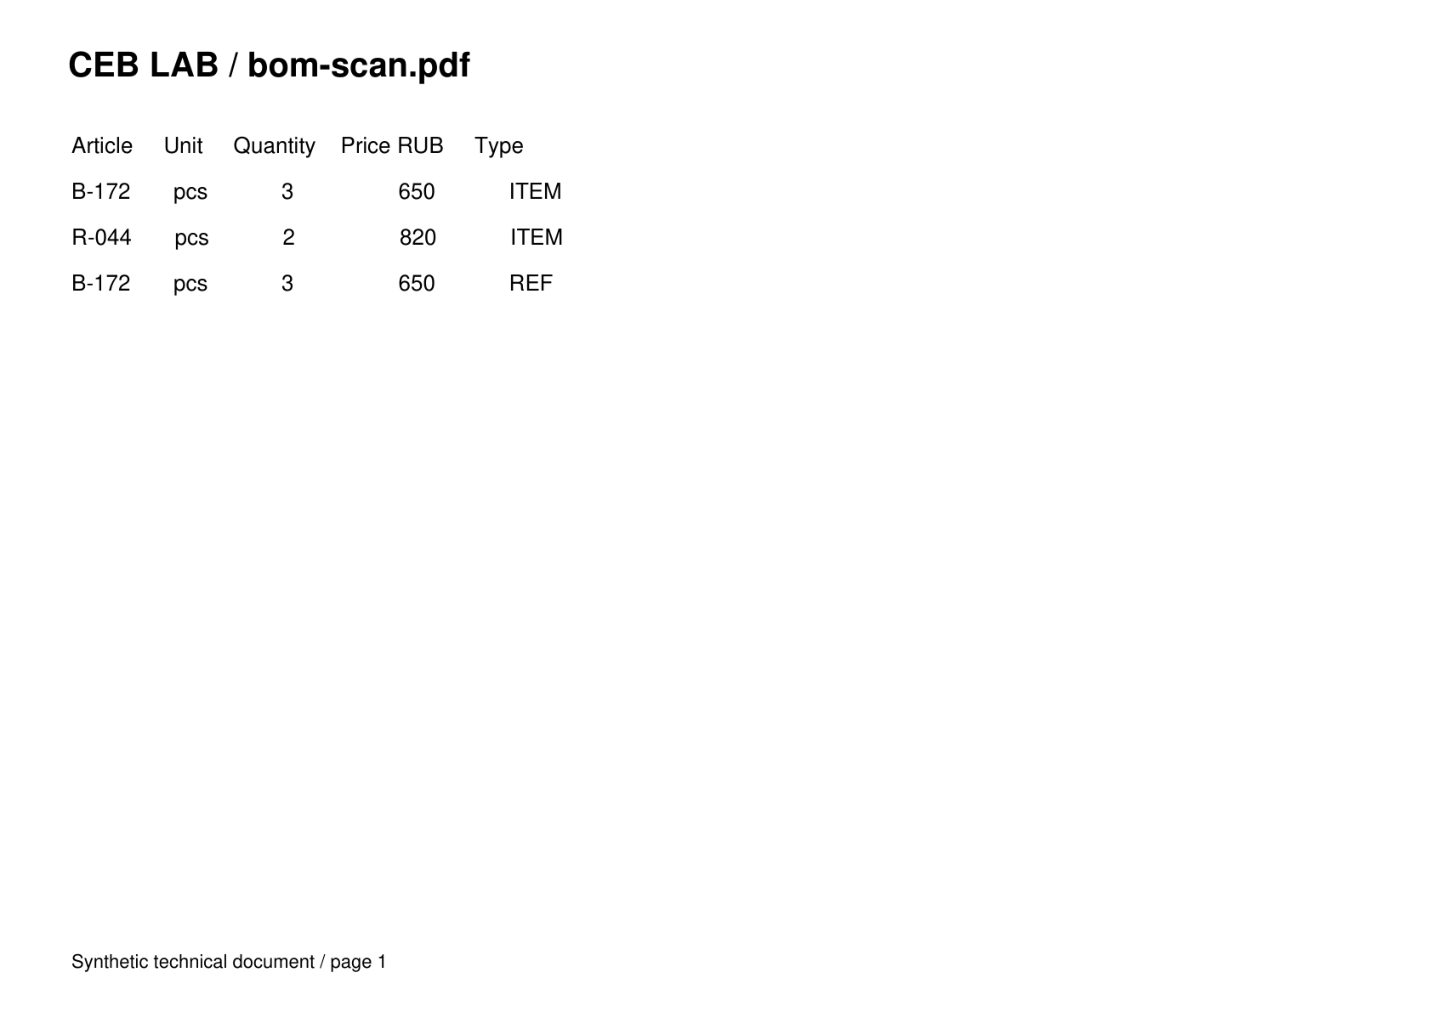 CEB LAB / bom-scan.pdf
Article Unit Quantity Price RUB Type
B-172 pcs 3 650 ITEM
R-044 pcs 2 820 ITEM
B-172 pcs 3 650 REF
Synthetic technical document / page 1